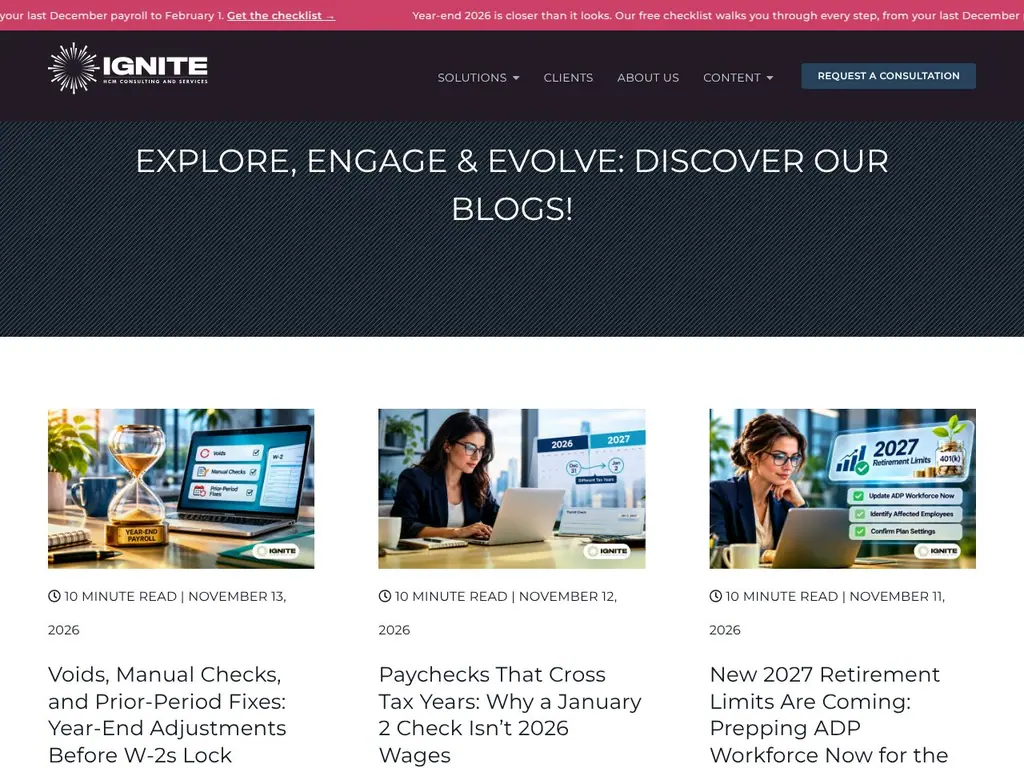 your last December payroll to February 1. Get the checklist →
Year-end 2026 is closer than it looks. Our free checklist walks you through every step, from your last December
IGNITE
HCM CONSULTING AND SERVICES
SOLUTIONS
CLIENTS
ABOUT US
CONTENT
REQUEST A CONSULTATION
EXPLORE, ENGAGE & EVOLVE: DISCOVER OUR
BLOGS!
Voids
Manual Checks
Prior-Period
Fixes
W-2
YEAR-END
PAYROLL
IGNITE
2026
2027
Dec
31
Jan
2
Different Tax Years
IGNITE
2027
Retirement Limits
401(k)
Update ADP Workforce Now
Identify Affected Employees
Confirm Plan Settings
IGNITE
10 MINUTE READ | NOVEMBER 13,
2026
10 MINUTE READ | NOVEMBER 12,
2026
10 MINUTE READ | NOVEMBER 11,
2026
Voids, Manual Checks,
and Prior-Period Fixes:
Year-End Adjustments
Before W-2s Lock
Paychecks That Cross
Tax Years: Why a January
2 Check Isn’t 2026
Wages
New 2027 Retirement
Limits Are Coming:
Prepping ADP
Workforce Now for the